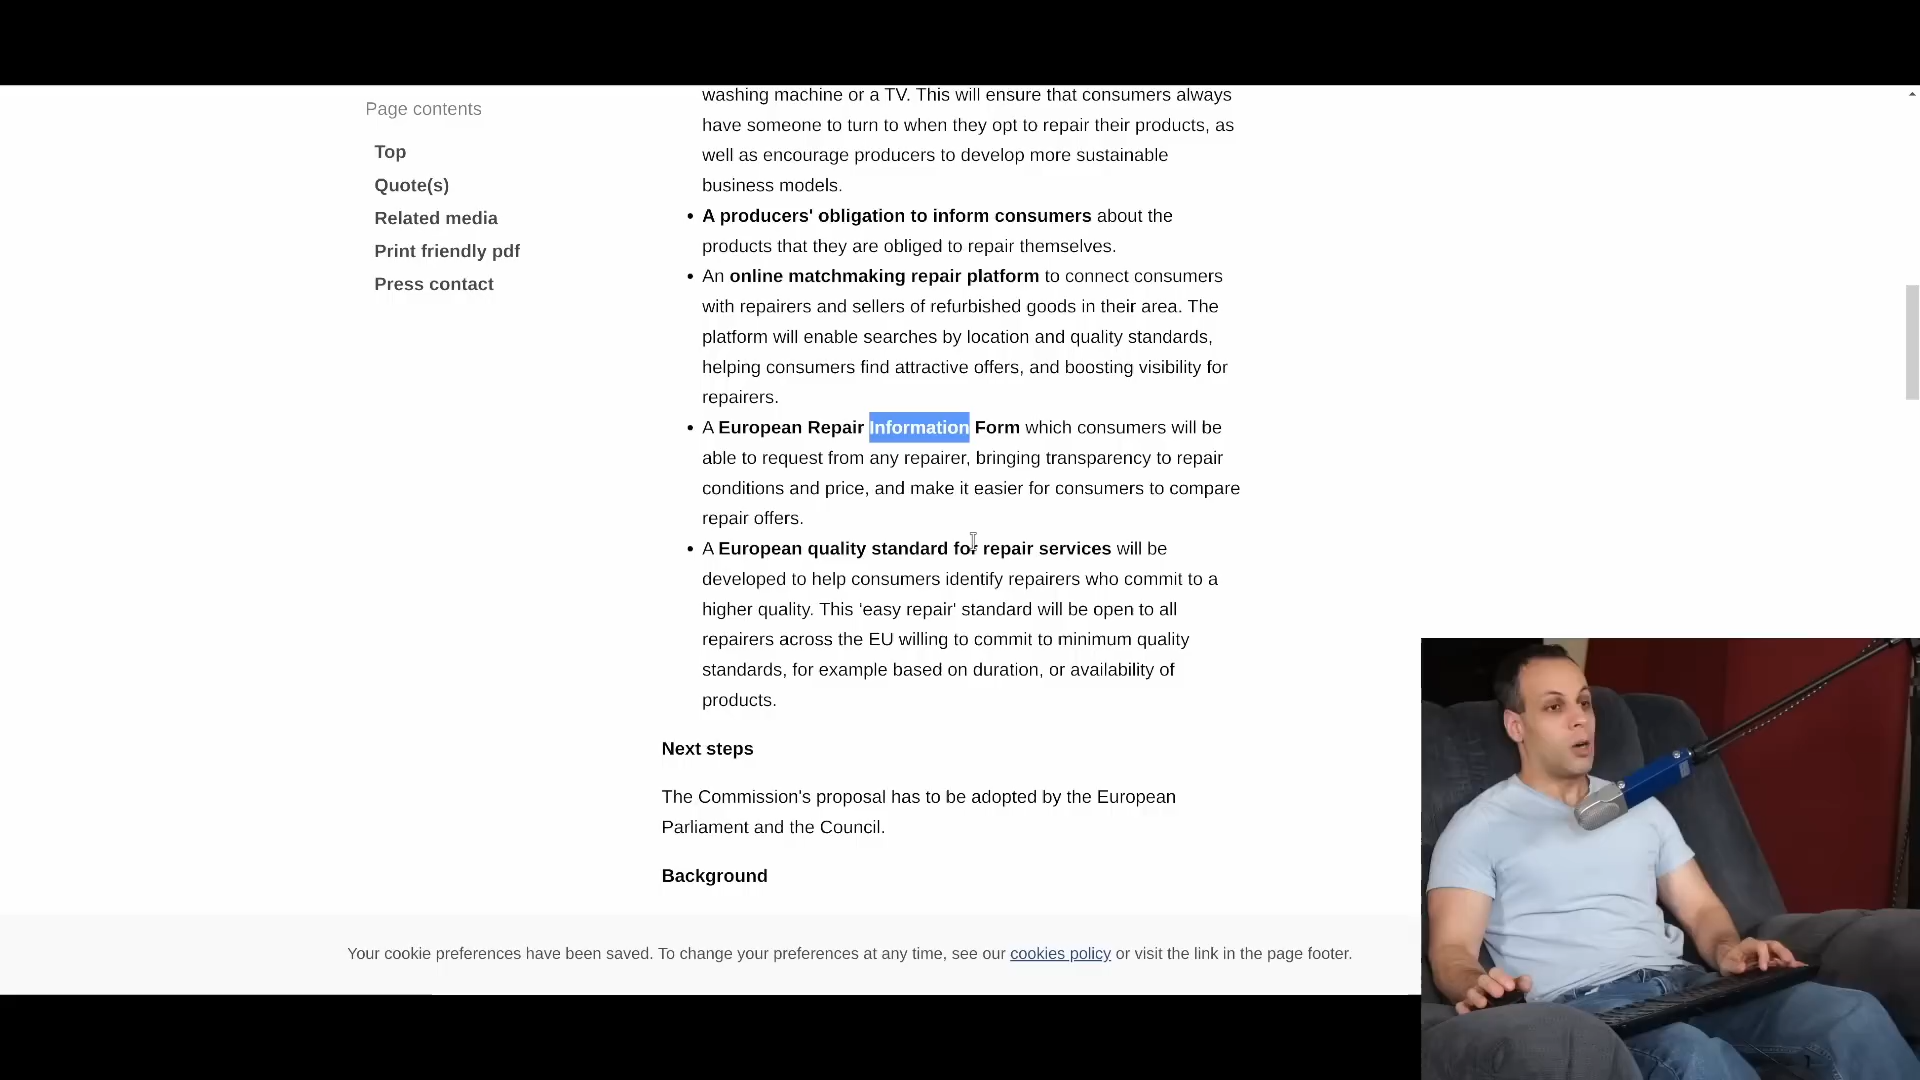 Page contents
Top
Quote(s)
Related media
Print friendly pdf
Press contact
washing machine or a TV. This will ensure that consumers always
have someone to turn to when they opt to repair their products, as
well as encourage producers to develop more sustainable
business models.
• A producers' obligation to inform consumers about the
products that they are obliged to repair themselves.
• An online matchmaking repair platform to connect consumers
with repairers and sellers of refurbished goods in their area. The
platform will enable searches by location and quality standards,
helping consumers find attractive offers, and boosting visibility for
repairers.
• A European Repair Information Form which consumers will be
able to request from any repairer, bringing transparency to repair
conditions and price, and make it easier for consumers to compare
repair offers.
• A European quality standard for repair services will be
developed to help consumers identify repairers who commit to a
higher quality. This 'easy repair' standard will be open to all
repairers across the EU willing to commit to minimum quality
standards, for example based on duration, or availability of
products.
Next steps
The Commission's proposal has to be adopted by the European
Parliament and the Council.
Background
Your cookie preferences have been saved. To change your preferences at any time, see our cookies policy or visit the link in the page footer.